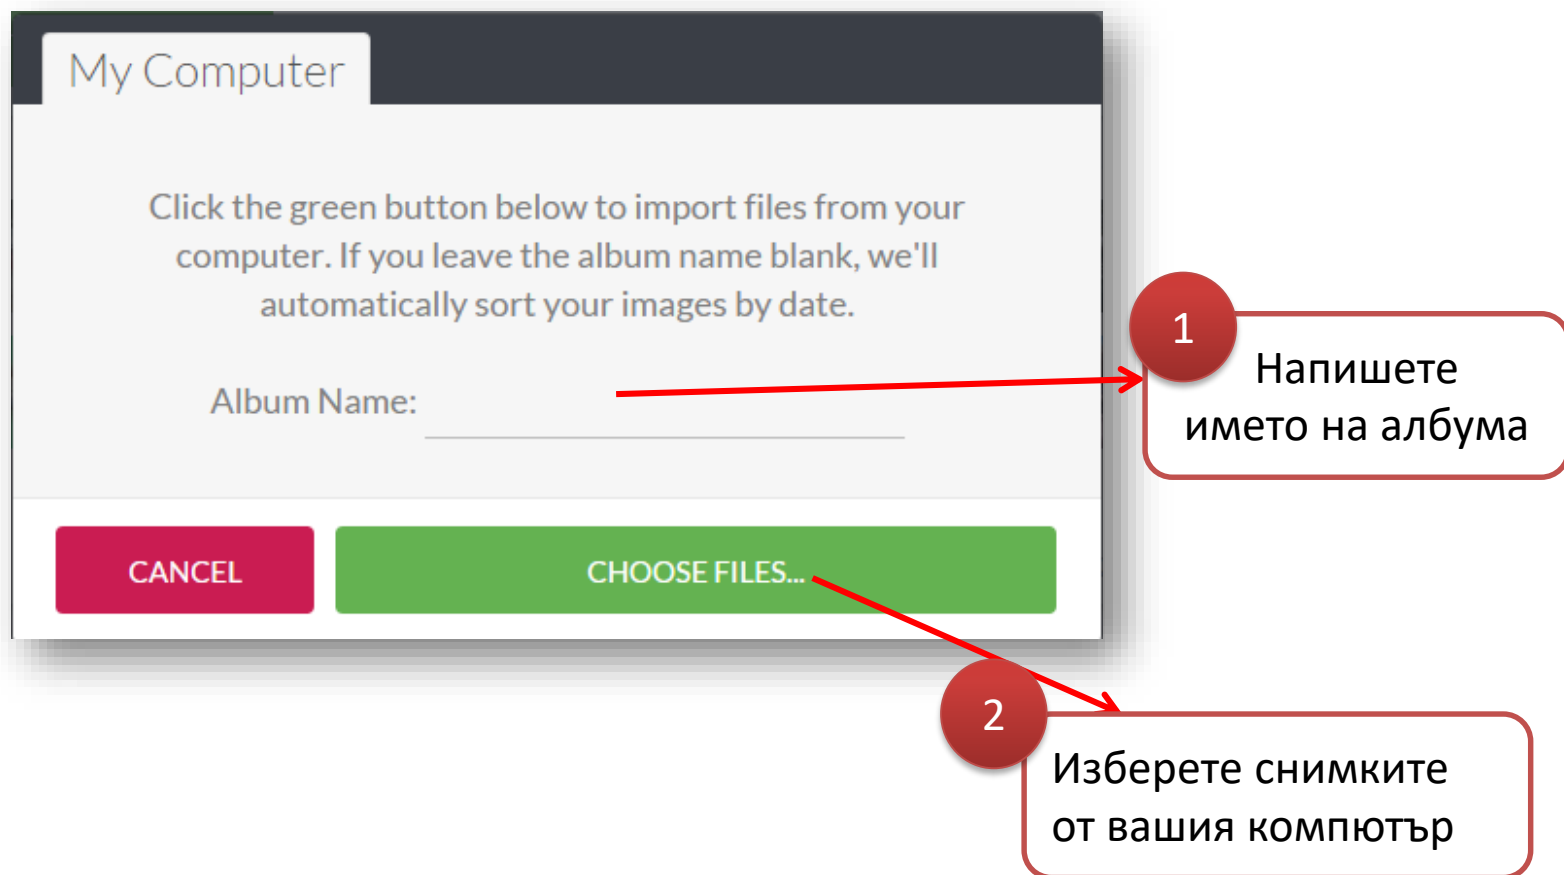 My Computer
Click the green button below to import files from your
computer. If you leave the album name blank, we'll
automatically sort your images by date.
Album Name:
CANCEL
CHOOSE FILES...
1
Напишете
името на албума
2
Изберете снимките
от вашия компютър